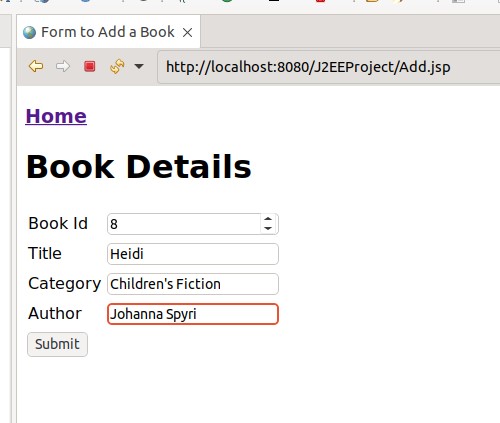 Form to Add a Book
http://localhost:8080/J2EEProject/Add.jsp
Home
Book Details
Book Id 8
Title Heidi
Category Children's Fiction
Author Johanna Spyri
Submit